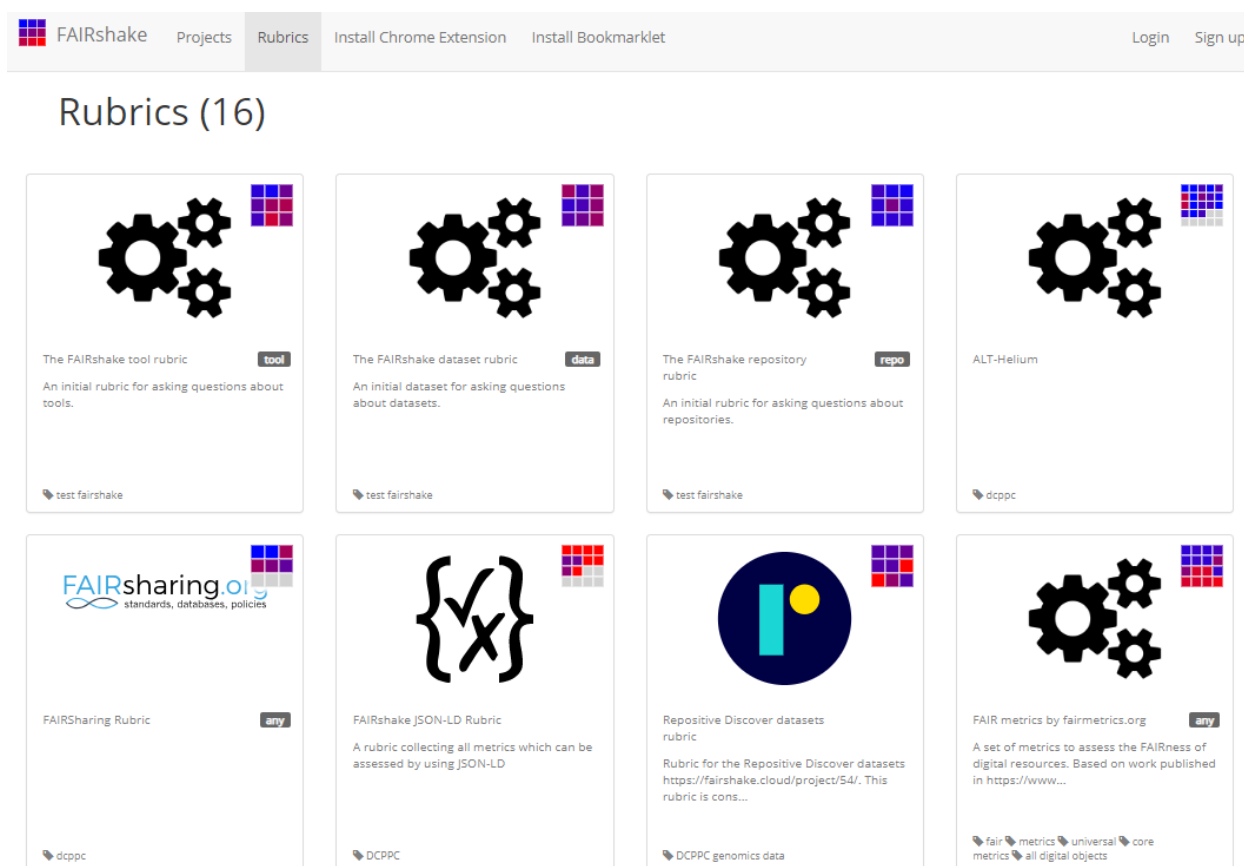 FAIRshake Projects Rubrics Install Chrome Extension Install Bookmarklet Login Sign up
Rubrics (16)
The FAIRshake tool rubric tool
An initial rubric for asking questions about
tools.
test fairshake
The FAIRshake dataset rubric data
An initial dataset for asking questions
about datasets.
test fairshake
The FAIRshake repository repo
rubric
An initial rubric for asking questions about
repositories.
test fairshake
ALT-Helium
dcppc
FAIRsharing.org
standards, databases, policies
FAIRSharing Rubric any
dcppc
FAIRshake JSON-LD Rubric
A rubric collecting all metrics which can be
assessed by using JSON-LD
DCPPC
Repositive Discover datasets
rubric
Rubric for the Repositive Discover datasets
https://fairshake.cloud/project/54/. This
rubric is cons...
DCPPC genomics data
FAIR metrics by fairmetrics.org any
A set of metrics to assess the FAIRness of
digital resources. Based on work published
in https://www...
fair metrics universal core
metrics all digital objects